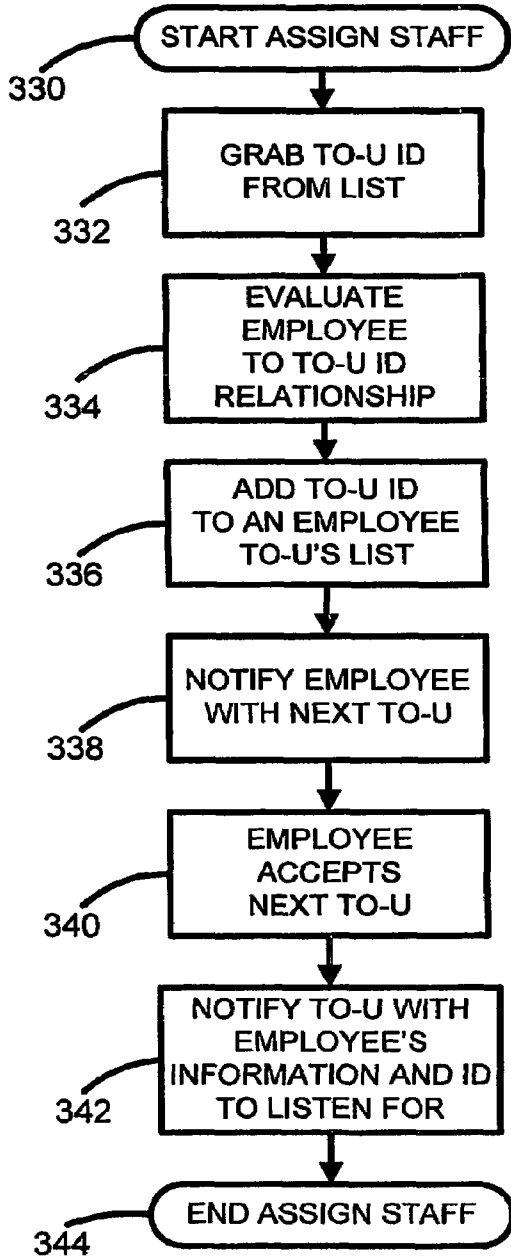 START ASSIGN STAFF
330
GRAB TO-U ID
FROM LIST
332
EVALUATE
EMPLOYEE
TO TO-U ID
RELATIONSHIP
334
ADD TO-U ID
TO AN EMPLOYEE
TO-U'S LIST
336
NOTIFY EMPLOYEE
WITH NEXT TO-U
338
EMPLOYEE
ACCEPTS
NEXT TO-U
340
NOTIFY TO-U WITH
EMPLOYEE'S
INFORMATION AND ID
TO LISTEN FOR
342
END ASSIGN STAFF
344